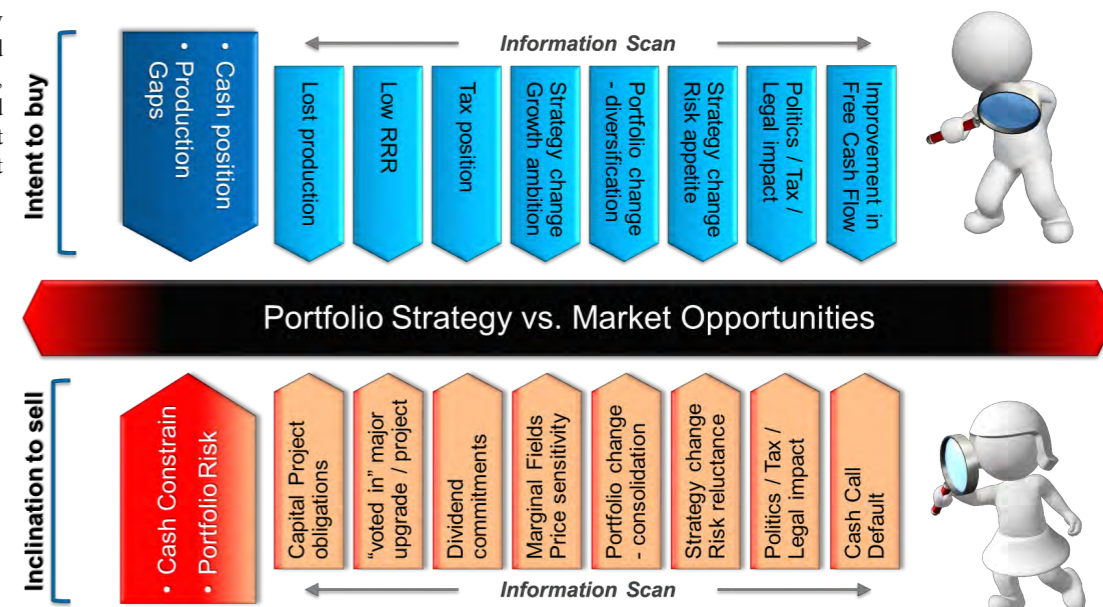 Intent to buy
• Cash position
• Production
Gaps
Information Scan
Lost production
Low RRR
Tax position
Strategy change
Growth ambition
Portfolio change
- diversification
Strategy change
Risk appetite
Politics / Tax /
Legal impact
Improvement in
Free Cash Flow
Portfolio Strategy vs. Market Opportunities
Inclination to sell
• Cash Constrain
• Portfolio Risk
Capital Project
obligations
“voted in” major
upgrade / project
Dividend
commitments
Marginal Fields
Price sensitivity
Portfolio change
- consolidation
Strategy change
Risk reluctance
Politics / Tax /
Legal impact
Cash Call
Default
Information Scan